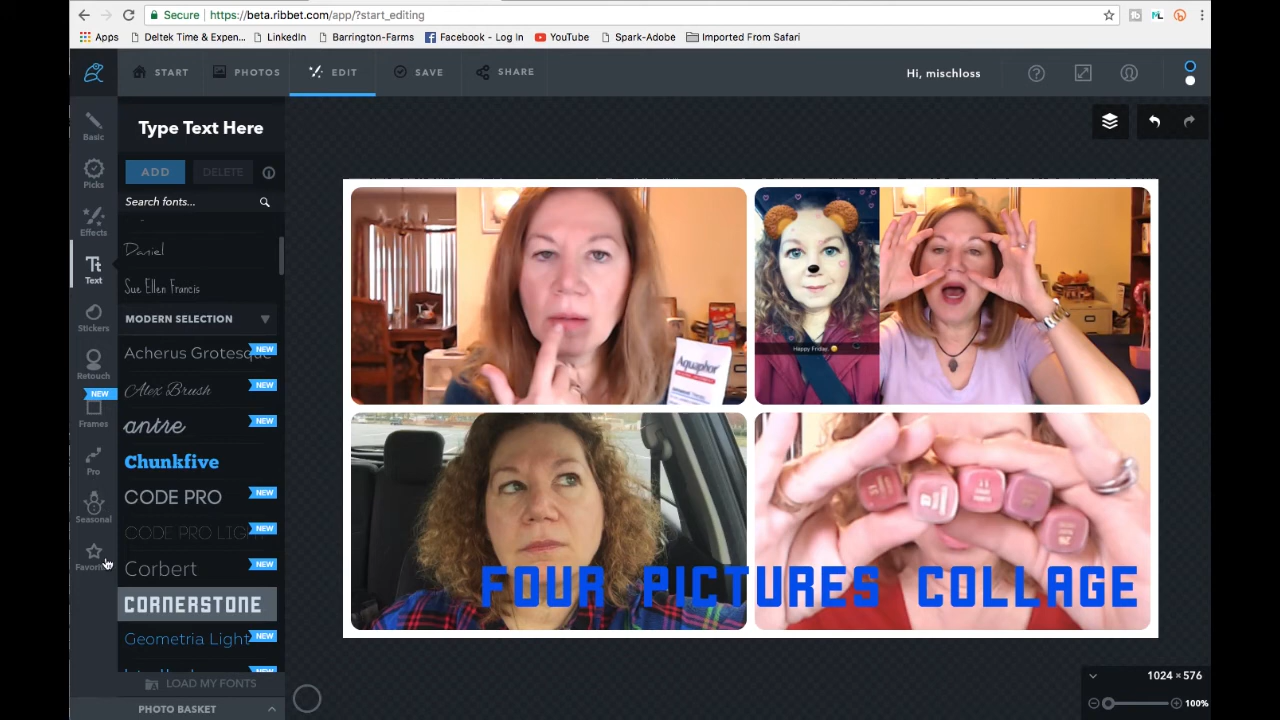 Secure https://beta.ribbet.com/app/?start_editing
Apps Deltek Time & Expen... LinkedIn Barrington-Farms Facebook - Log In YouTube Spark-Adobe Imported From Safari
START PHOTOS EDIT SAVE SHARE Hi, mischloss
Basic
Picks
Effects
Text
Stickers
Retouch
NEW
Frames
Pro
Seasonal
Favori
Type Text Here
ADD DELETE
Search fonts...
Daniel
Sue Ellen Francis
MODERN SELECTION
Acherus Grotesque NEW
Alex Brush NEW
antre NEW
Chunkfive
CODE PRO NEW
CODE PRO LIG NEW
Corbert NEW
CORNERSTONE
Geometria Light NEW
LOAD MY FONTS
PHOTO BASKET
Aquaphor
Happy Friday.
FOUR PICTURES COLLAGE
1024 × 576
100%